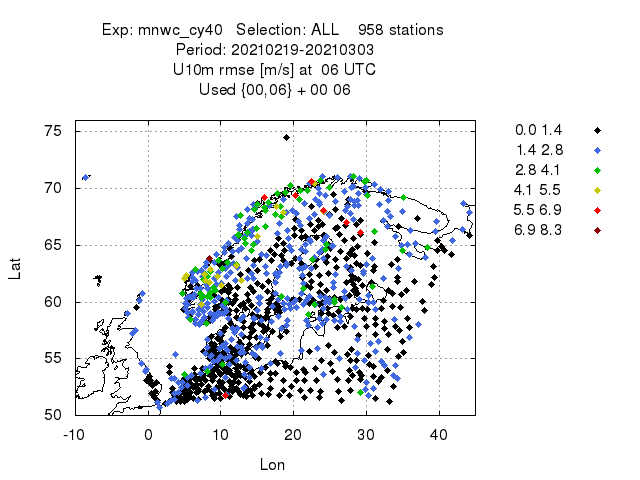 Exp: mnwc_cy40 Selection: ALL 958 stations
Period: 20210219-20210303
U10m rmse [m/s] at 06 UTC
Used {00,06} + 00 06
75
70
65
60
55
50
Lat
-10 0 10 20 30 40
Lon
0.0 1.4
1.4 2.8
2.8 4.1
4.1 5.5
5.5 6.9
6.9 8.3